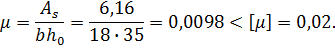 μ = A_s / bh_0 = 6,16 / 18 · 35 = 0,0098 < [μ] = 0,02.